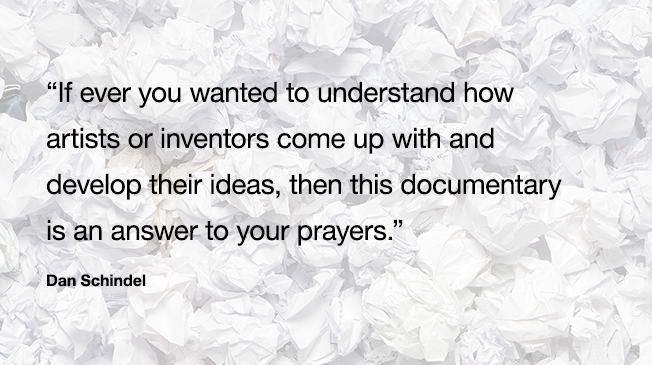 “If ever you wanted to understand how
artists or inventors come up with and
develop their ideas, then this documentary
is an answer to your prayers.”
Dan Schindel